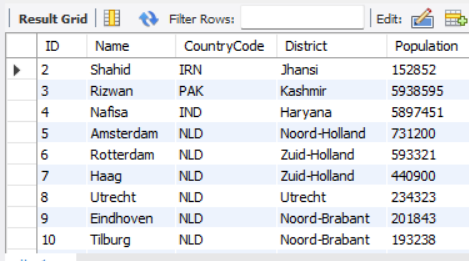 Result Grid Filter Rows: Edit:
ID Name CountryCode District Population
2 Shahid IRN Jhansi 152852
3 Rizwan PAK Kashmir 5938595
4 Nafisa IND Haryana 5897451
5 Amsterdam NLD Noord-Holland 731200
6 Rotterdam NLD Zuid-Holland 593321
7 Haag NLD Zuid-Holland 440900
8 Utrecht NLD Utrecht 234323
9 Eindhoven NLD Noord-Brabant 201843
10 Tilburg NLD Noord-Brabant 193238